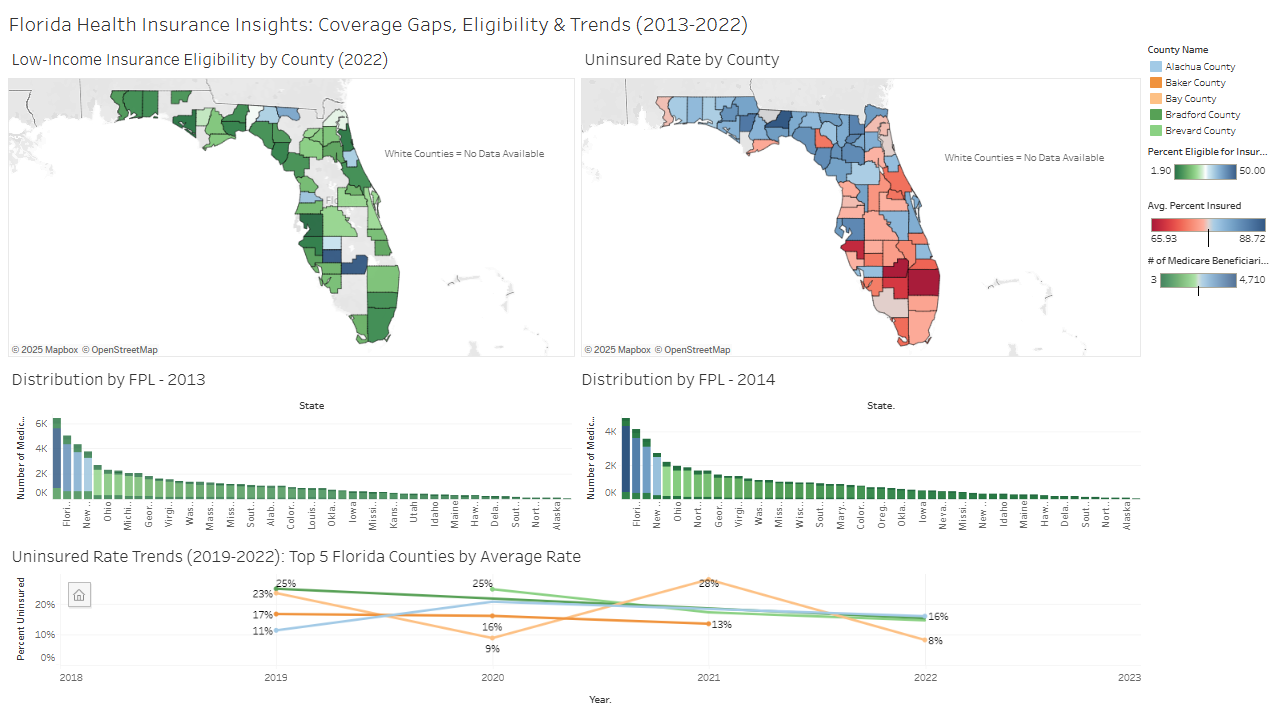 Florida Health Insurance Insights: Coverage Gaps, Eligibility & Trends (2013-2022)
Low-Income Insurance Eligibility by County (2022)
White Counties = No Data Available
© 2025 Mapbox © OpenStreetMap
Uninsured Rate by County
White Counties = No Data Available
© 2025 Mapbox © OpenStreetMap
County Name
Alachua County
Baker County
Bay County
Bradford County
Brevard County
Percent Eligible for Insur...
1.90 50.00
Avg. Percent Insured
65.93 88.72
# of Medicare Beneficiari...
3 4,710
Distribution by FPL - 2013
State
Number of Medic..
6K
4K
2K
0K
Flori..
New ..
Ohio
Michi..
Geor..
Virgi..
Was..
Mass..
Miss..
Sout..
Alab..
Color..
Louis..
Okla..
Iowa
Missi..
Kans..
Utah
Idaho
Maine
Haw..
Dela..
Sout..
Nort..
Alaska
Distribution by FPL - 2014
State.
Number of Medic..
4K
2K
0K
Flori..
New ..
Ohio
Nort..
Geor..
Virgi..
Was..
Miss..
Wisc..
Sout..
Mary..
Color..
Oreg..
Okla..
Iowa
Neva..
Missi..
New ..
Idaho
Maine
Haw..
Dela..
Sout..
Nort..
Alaska
Uninsured Rate Trends (2019-2022): Top 5 Florida Counties by Average Rate
Percent Uninsured
20%
10%
0%
25%
23%
17%
11%
25%
16%
9%
28%
13%
16%
8%
2018 2019 2020 2021 2022 2023
Year.